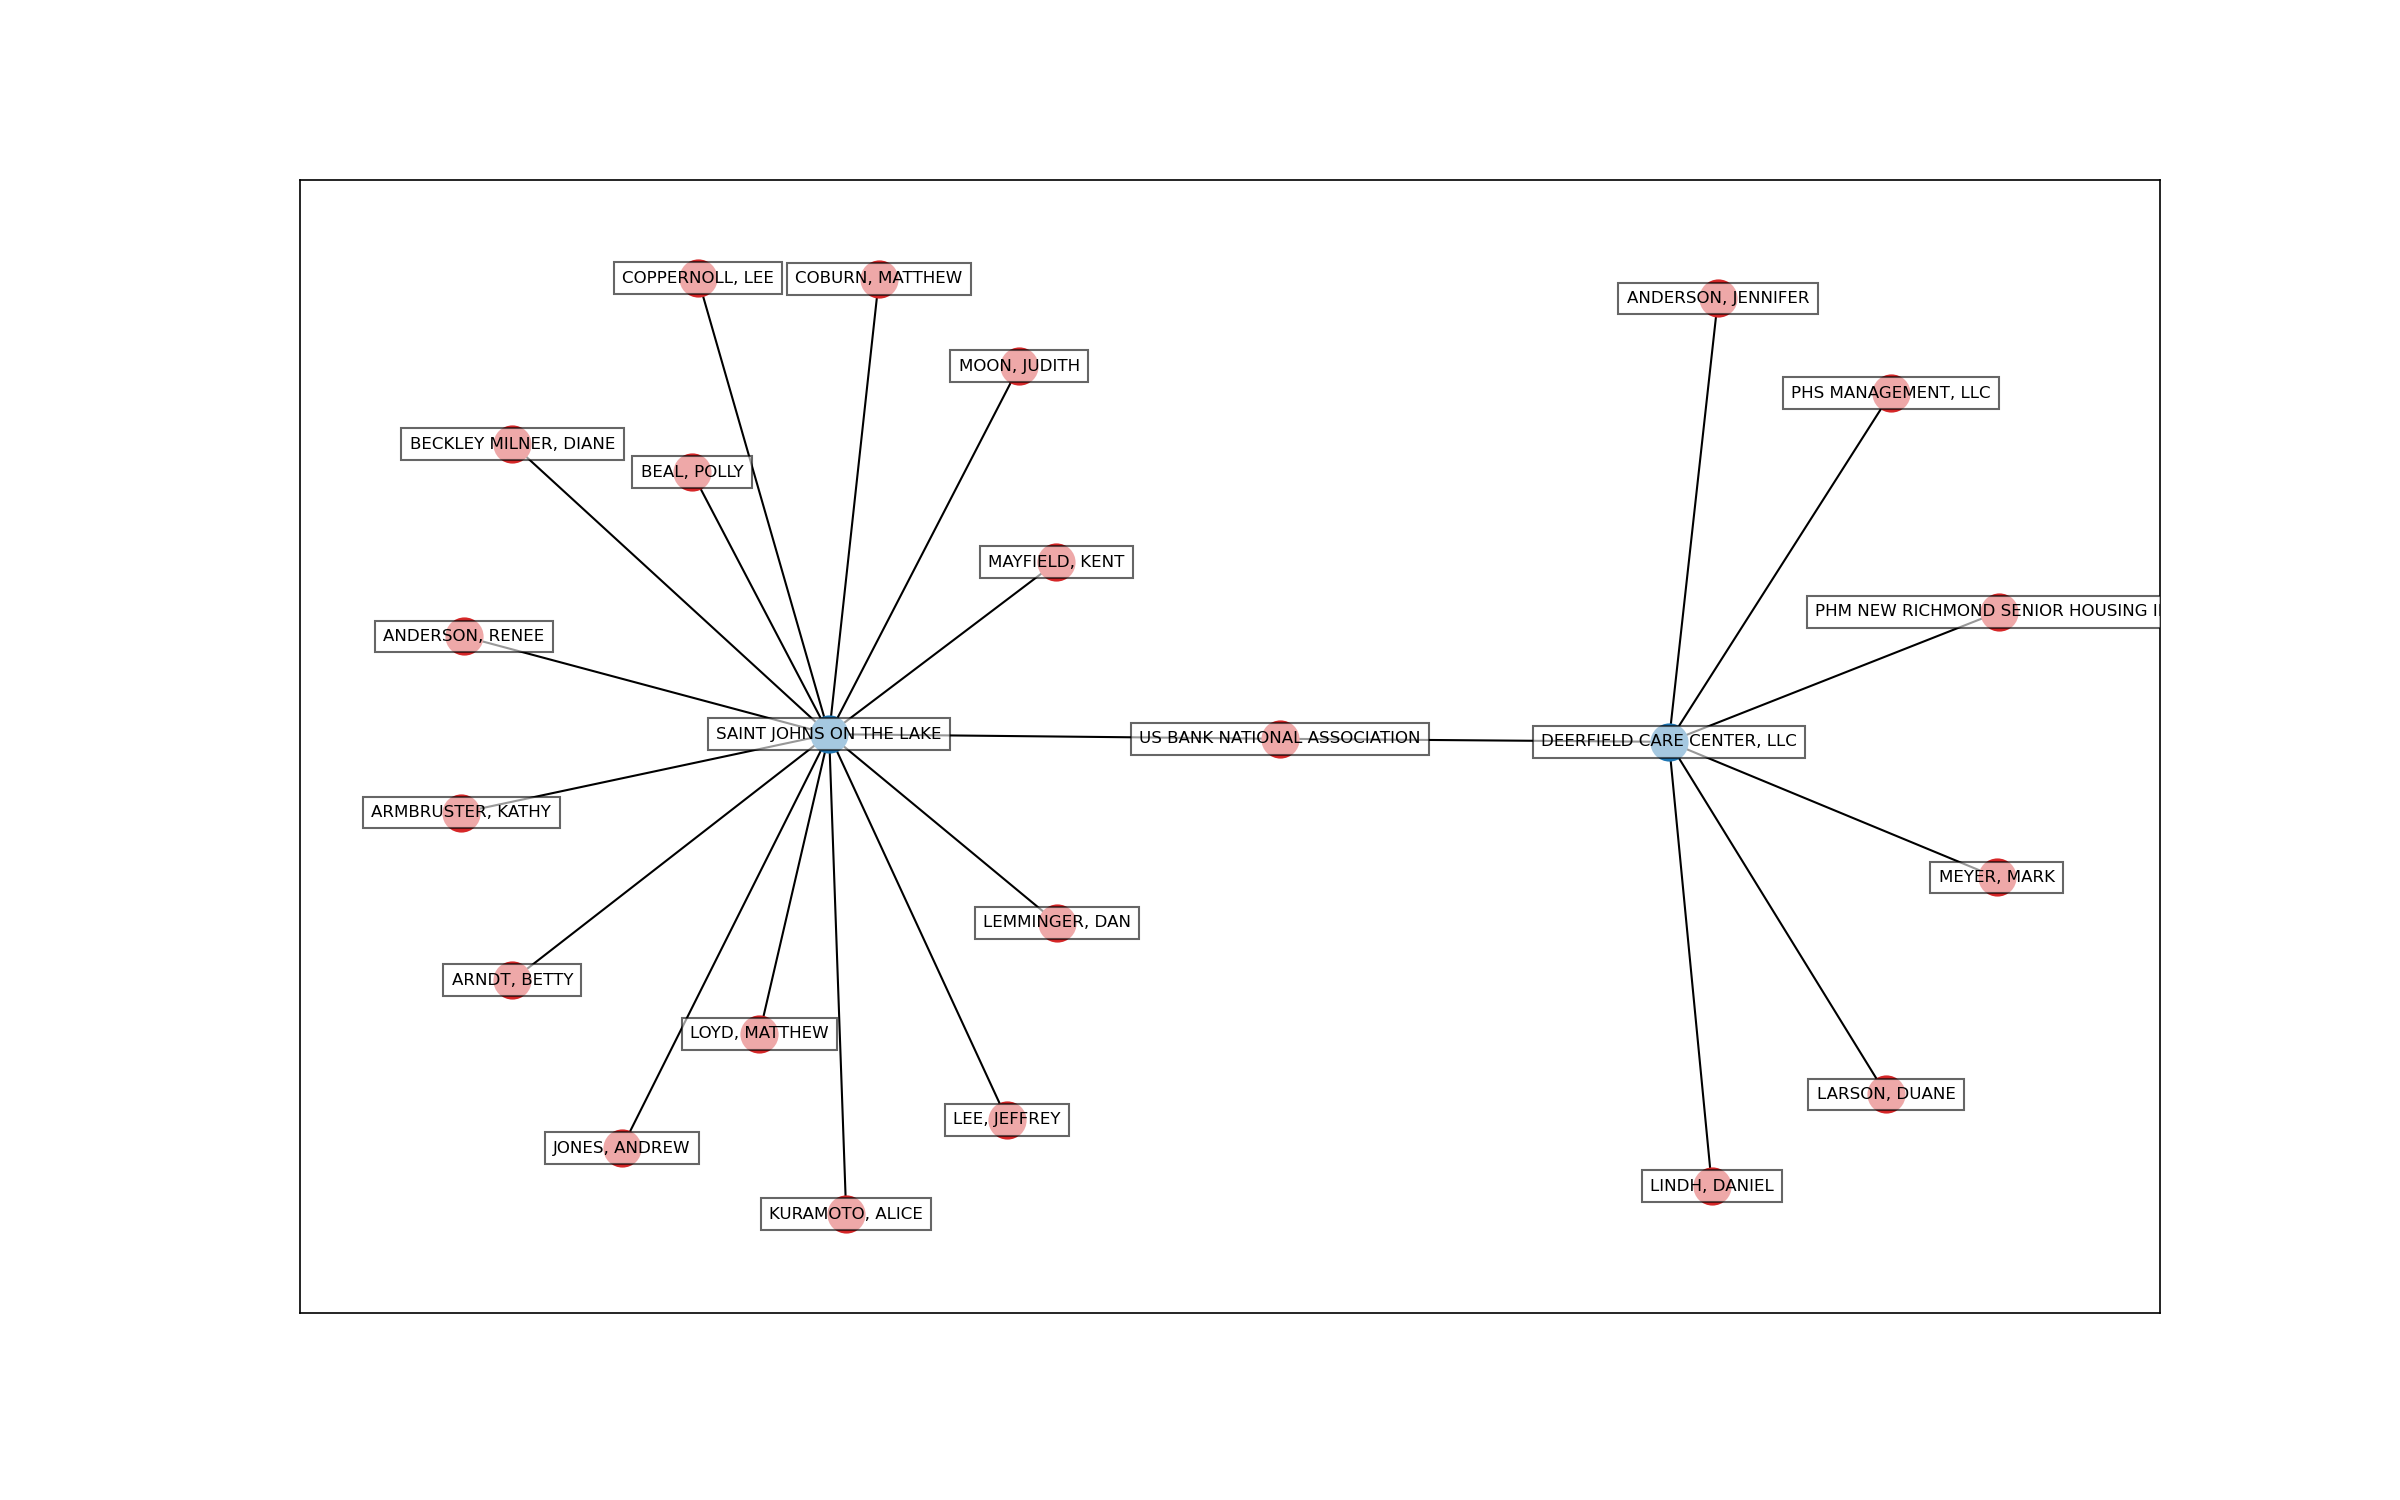 COPPERNOLL, LEE
COBURN, MATTHEW
ANDERSON, JENNIFER
MOON, JUDITH
PHS MANAGEMENT, LLC
BECKLEY MILNER, DIANE
BEAL, POLLY
MAYFIELD, KENT
PHM NEW RICHMOND SENIOR HOUSING
ANDERSON, RENEE
SAINT JOHNS ON THE LAKE
US BANK NATIONAL ASSOCIATION
DEERFIELD CARE CENTER, LLC
ARMBRUSTER, KATHY
MEYER, MARK
LEMMINGER, DAN
ARNDT, BETTY
LOYD, MATTHEW
LARSON, DUANE
LEE, JEFFREY
JONES, ANDREW
LINDH, DANIEL
KURAMOTO, ALICE